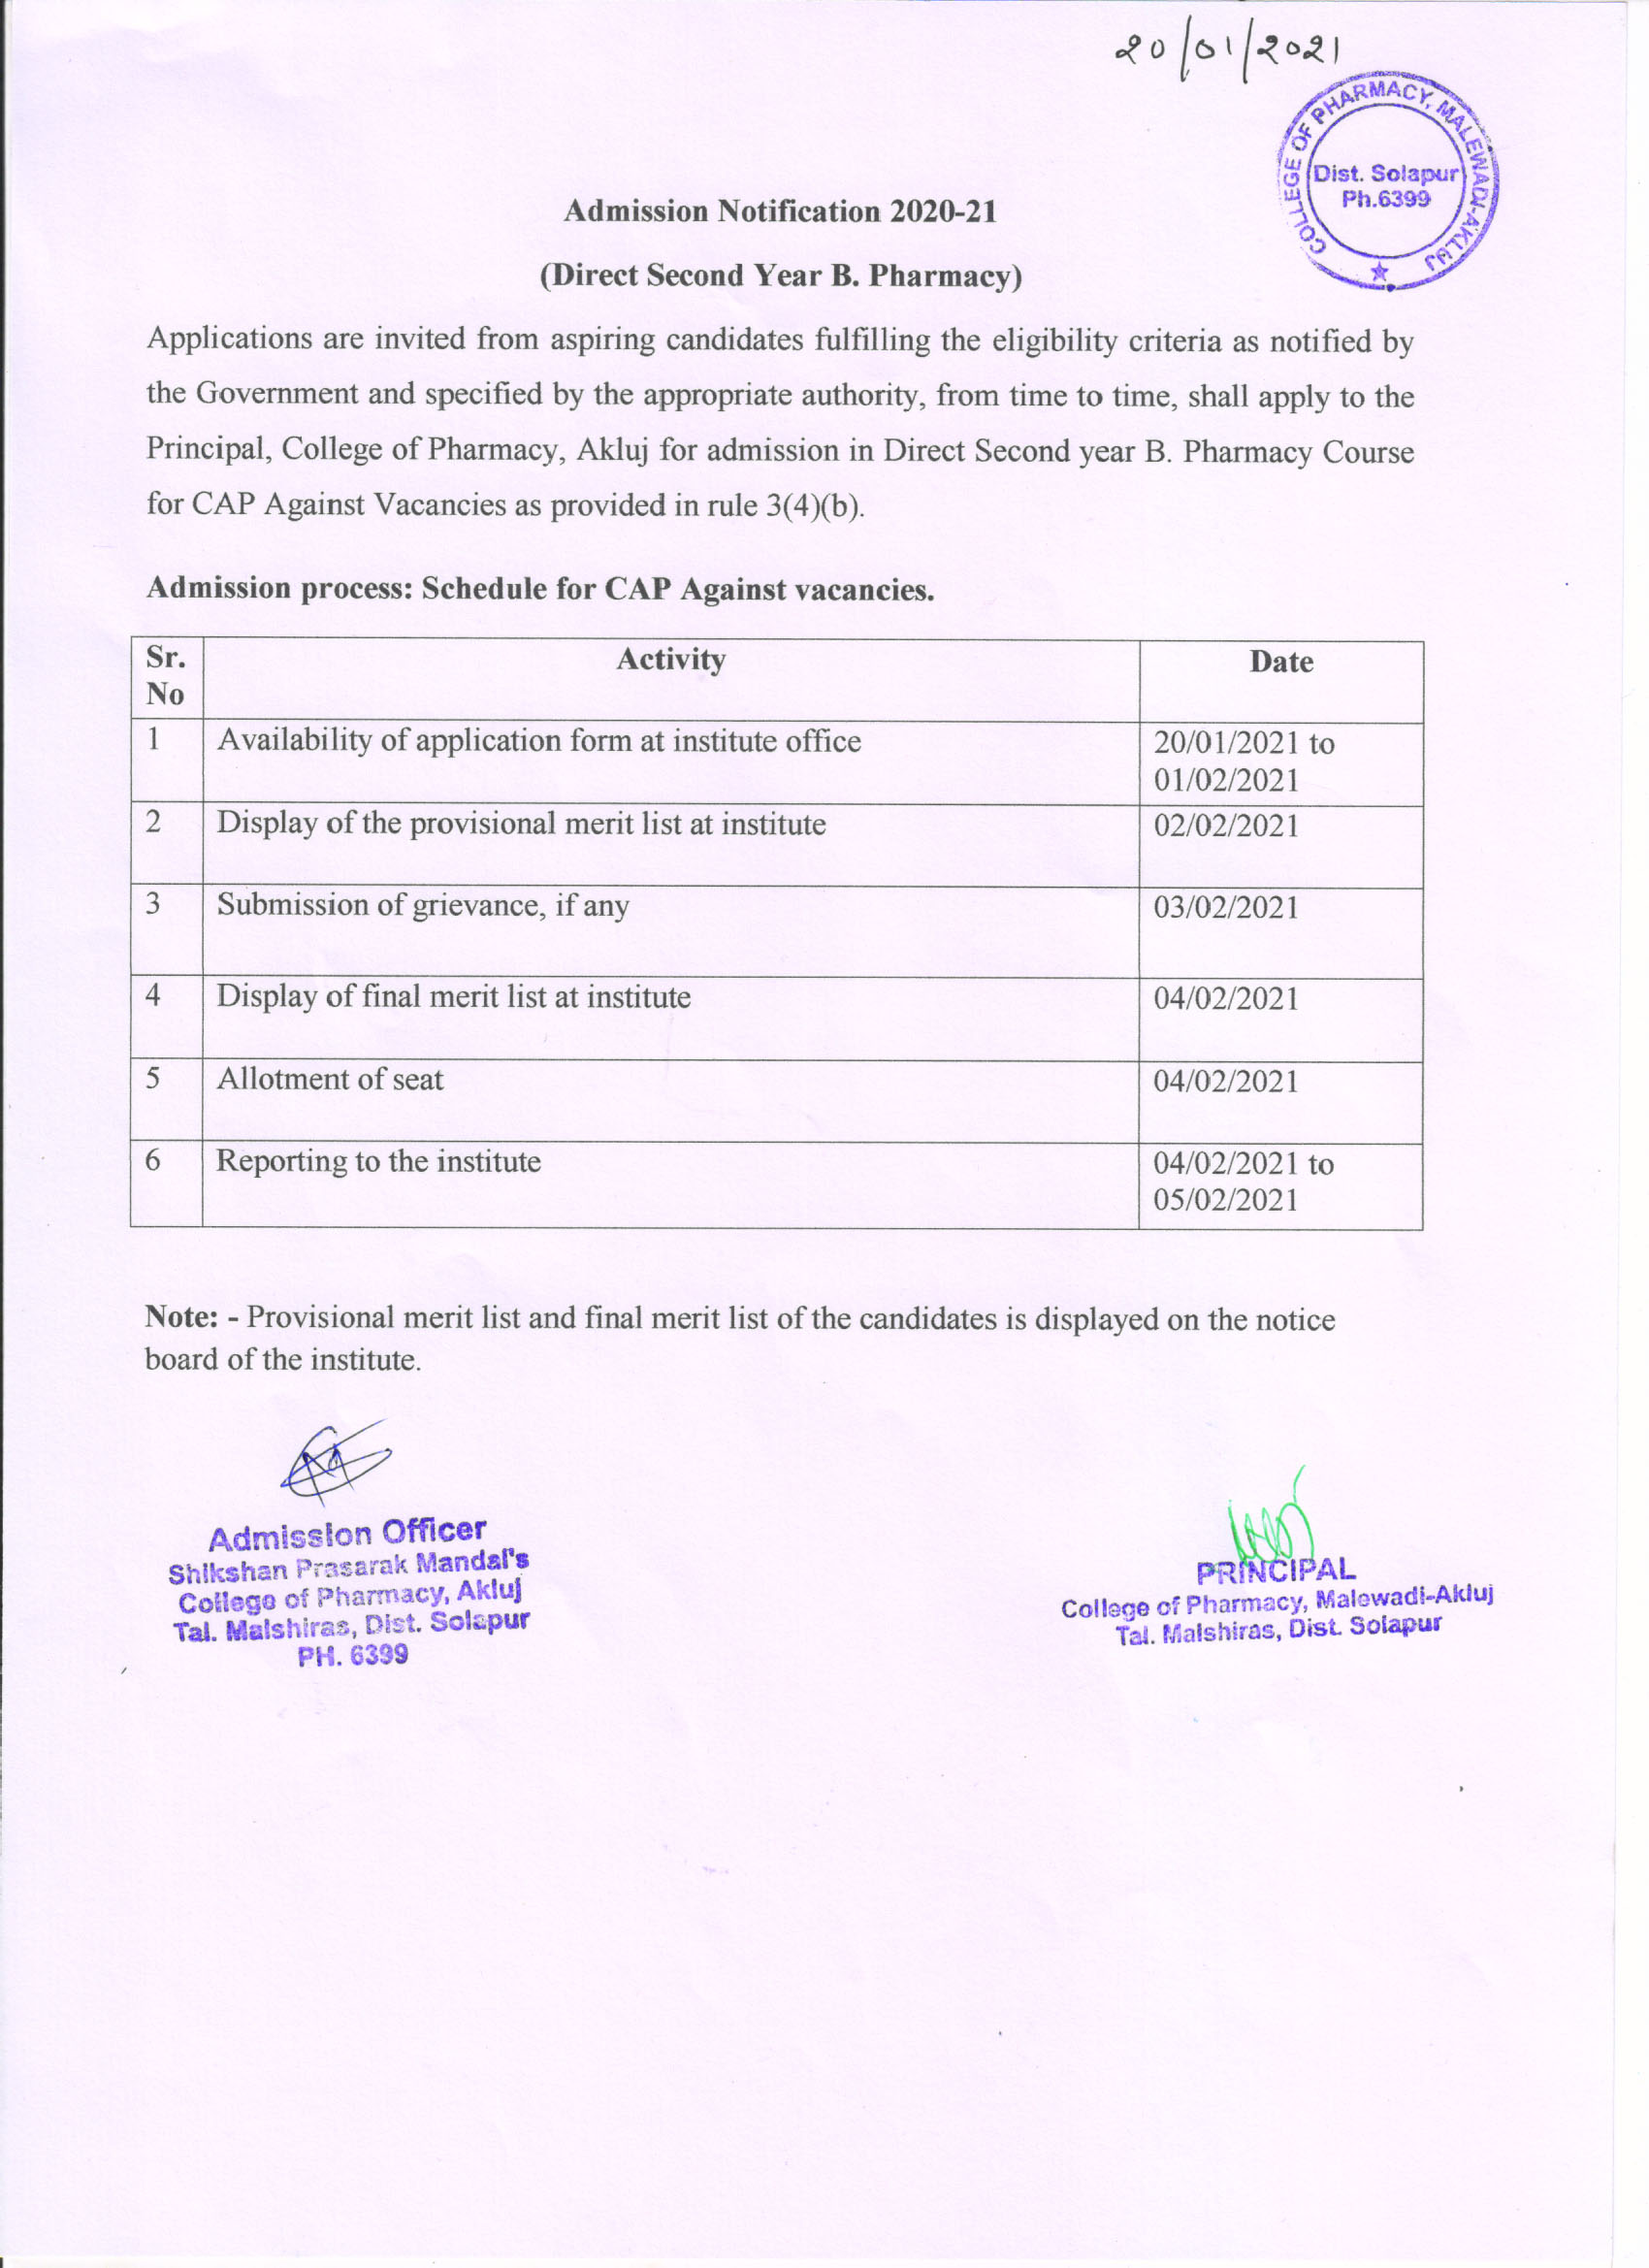 20/01/2021
COLLEGE OF PHARMACY, MALEWADI-AKLUJ
Dist. Solapur
Ph.6399
Admission Notification 2020-21
(Direct Second Year B. Pharmacy)
Applications are invited from aspiring candidates fulfilling the eligibility criteria as notified by
the Government and specified by the appropriate authority, from time to time, shall apply to the
Principal, College of Pharmacy, Akluj for admission in Direct Second year B. Pharmacy Course
for CAP Against Vacancies as provided in rule 3(4)(b).
Admission process: Schedule for CAP Against vacancies.
Sr. No Activity Date
1 Availability of application form at institute office 20/01/2021 to 01/02/2021
2 Display of the provisional merit list at institute 02/02/2021
3 Submission of grievance, if any 03/02/2021
4 Display of final merit list at institute 04/02/2021
5 Allotment of seat 04/02/2021
6 Reporting to the institute 04/02/2021 to 05/02/2021
Note: - Provisional merit list and final merit list of the candidates is displayed on the notice
board of the institute.
Admission Officer
Shikshan Prasarak Mandal's
College of Pharmacy, Akluj
Tal. Malshiras, Dist. Solapur
PH. 6399
PRINCIPAL
College of Pharmacy, Malewadi-Akluj
Tal. Malshiras, Dist. Solapur